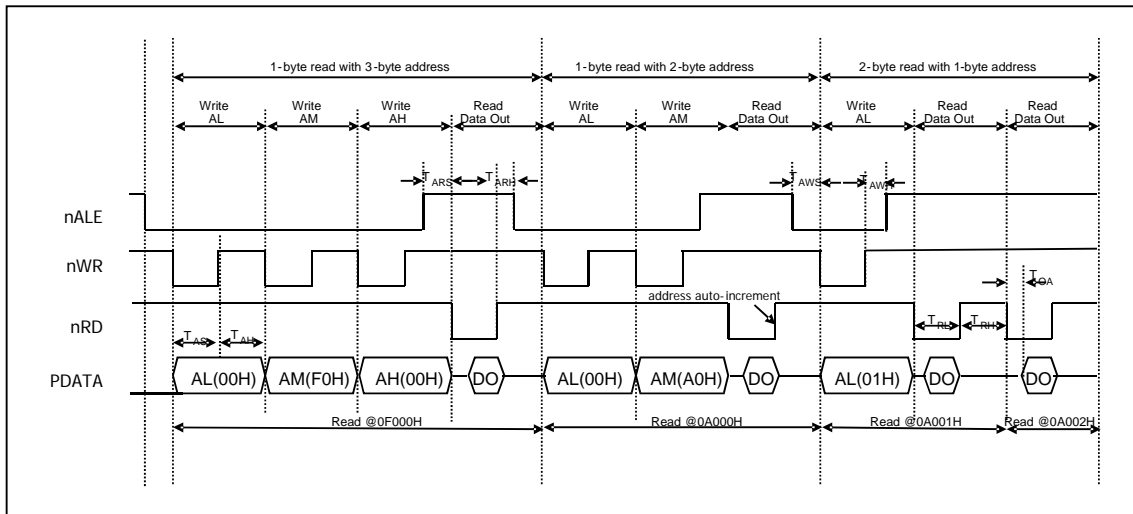 1-byte read with 3-byte address 1-byte read with 2-byte address 2-byte read with 1-byte address
Write AL Write AM Write AH Read Data Out Write AL Write AM Read Data Out Write AL Read Data Out Read Data Out
TARS TARH TAWS TAWH
nALE
nWR
TOA
address auto-increment
nRD
TAS TAH TRL TRH
PDATA AL(00H) AM(F0H) AH(00H) DO AL(00H) AM(A0H) DO AL(01H) DO DO
Read @0F000H Read @0A000H Read @0A001H Read @0A002H